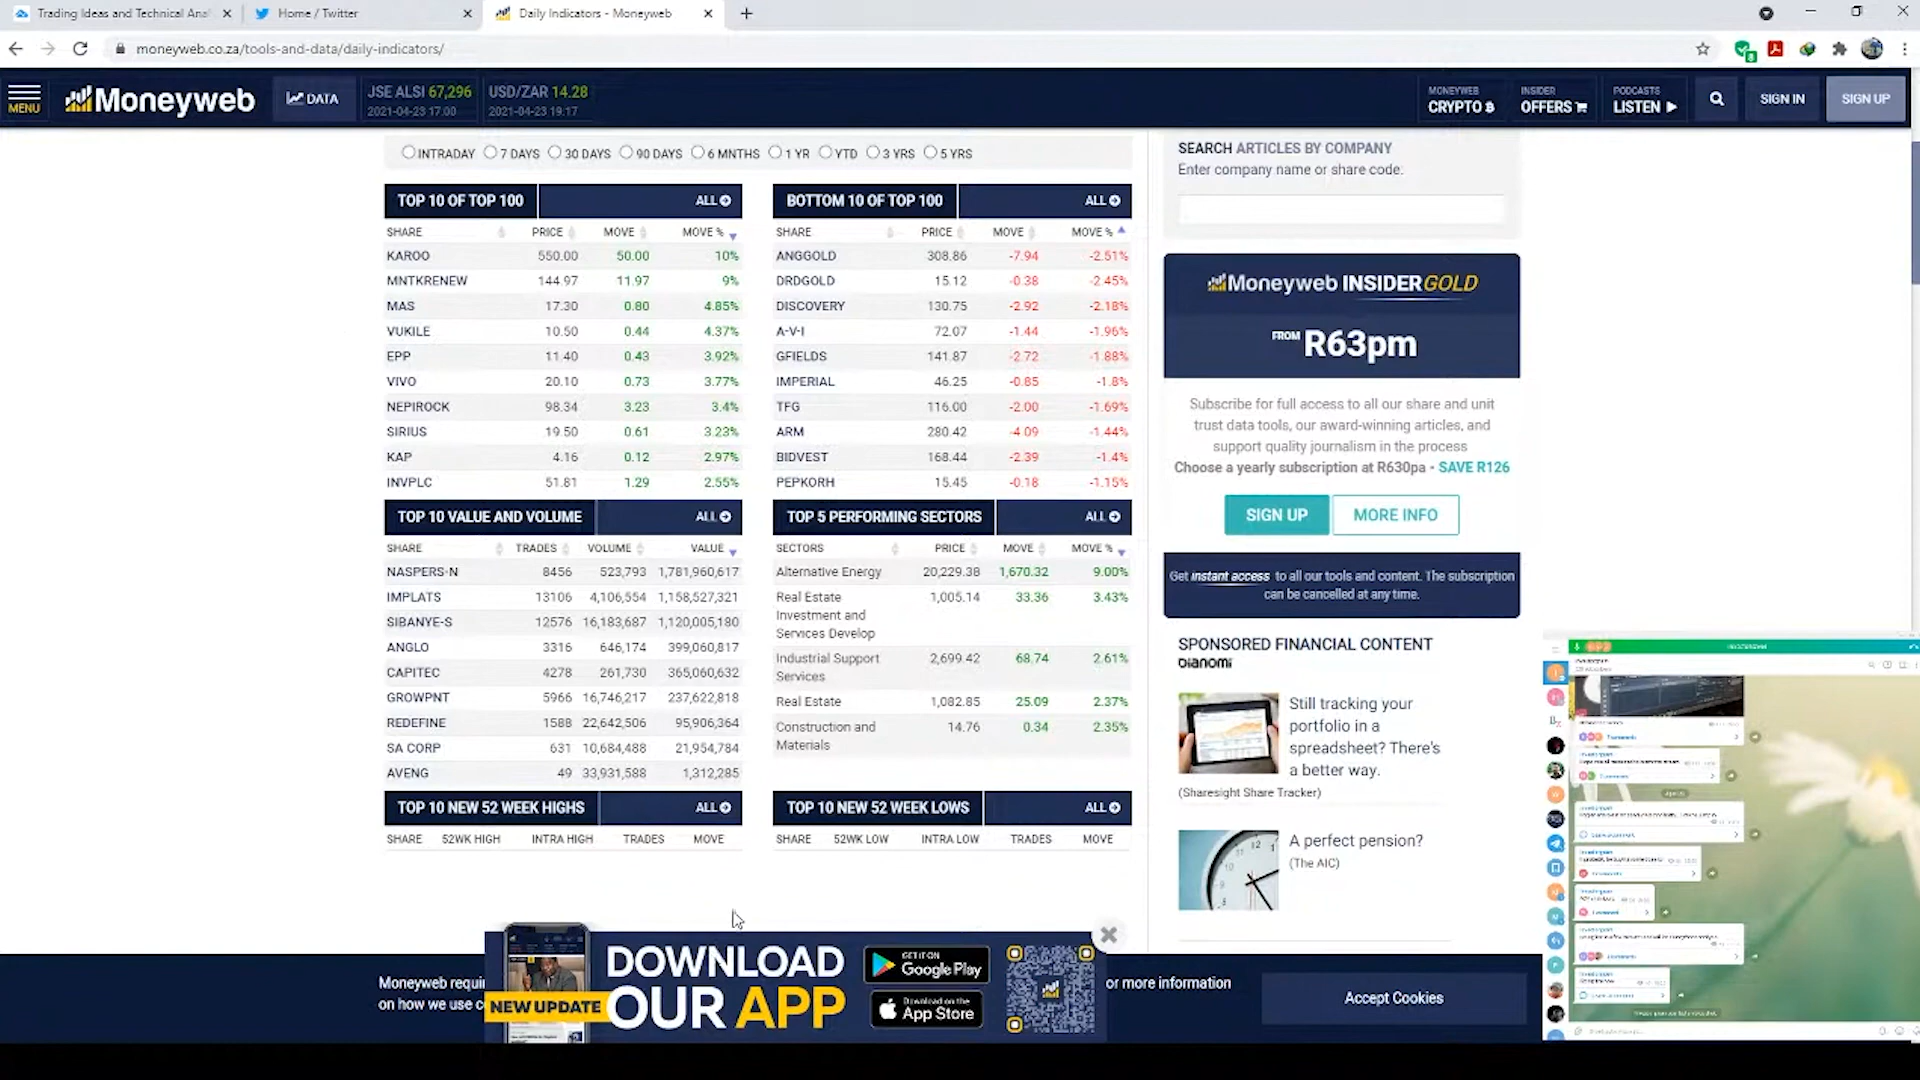 Trading Ideas and Technical Ana
Home / Twitter
Daily Indicators - Moneyweb
moneyweb.co.za/tools-and-data/daily-indicators/
MENU
Moneyweb
DATA
JSE ALSI 67,296
2021-04-23 17:00
USD/ZAR 14.28
2021-04-23 19:17
MONEYWEB
CRYPTO
INSIDER
OFFERS
PODCASTS
LISTEN
SIGN IN
SIGN UP
INTRADAY 7 DAYS 30 DAYS 90 DAYS 6 MNTHS 1 YR YTD 3 YRS 5 YRS
TOP 10 OF TOP 100 ALL
SHARE PRICE MOVE MOVE %
KAROO 550.00 50.00 10%
MNTKRENEW 144.97 11.97 9%
MAS 17.30 0.80 4.85%
VUKILE 10.50 0.44 4.37%
EPP 11.40 0.43 3.92%
VIVO 20.10 0.73 3.77%
NEPIROCK 98.34 3.23 3.4%
SIRIUS 19.50 0.61 3.23%
KAP 4.16 0.12 2.97%
INVPLC 51.81 1.29 2.55%
BOTTOM 10 OF TOP 100 ALL
SHARE PRICE MOVE MOVE %
ANGGOLD 308.86 -7.94 -2.51%
DRDGOLD 15.12 -0.38 -2.45%
DISCOVERY 130.75 -2.92 -2.18%
A-V-I 72.07 -1.44 -1.96%
GFIELDS 141.87 -2.72 -1.88%
IMPERIAL 46.25 -0.85 -1.8%
TFG 116.00 -2.00 -1.69%
ARM 280.42 -4.09 -1.44%
BIDVEST 168.44 -2.39 -1.4%
PEPKORH 15.45 -0.18 -1.15%
TOP 10 VALUE AND VOLUME ALL
SHARE TRADES VOLUME VALUE
NASPERS-N 8456 523,793 1,781,960,617
IMPLATS 13106 4,106,554 1,158,527,321
SIBANYE-S 12576 16,183,687 1,120,005,180
ANGLO 3316 646,174 399,060,817
CAPITEC 4278 261,730 365,060,632
GROWPNT 5966 16,746,217 237,622,818
REDEFINE 1588 22,642,506 95,906,364
SA CORP 631 10,684,488 21,954,784
AVENG 49 33,931,588 1,312,285
TOP 5 PERFORMING SECTORS ALL
SECTORS PRICE MOVE MOVE %
Alternative Energy 20,229.38 1,670.32 9.00%
Real Estate 1,005.14 33.36 3.43%
Investment and
Services Develop
Industrial Support 2,699.42 68.74 2.61%
Services
Real Estate 1,082.85 25.09 2.37%
Construction and 14.76 0.34 2.35%
Materials
TOP 10 NEW 52 WEEK HIGHS ALL
SHARE 52WK HIGH INTRA HIGH TRADES MOVE
TOP 10 NEW 52 WEEK LOWS ALL
SHARE 52WK LOW INTRA LOW TRADES MOVE
SEARCH ARTICLES BY COMPANY
Enter company name or share code:
Moneyweb INSIDERGOLD
FROM R63pm
Subscribe for full access to all our share and unit
trust data tools, our award-winning articles, and
support quality journalism in the process
Choose a yearly subscription at R630pa - SAVE R126
SIGN UP
MORE INFO
Get instant access to all our tools and content. The subscription
can be cancelled at any time.
SPONSORED FINANCIAL CONTENT
DIANOMI
Still tracking your
portfolio in a
spreadsheet? There's
a better way.
(Sharesight Share Tracker)
A perfect pension?
(The AIC)
Moneyweb requi
on how we use c
or more information
Accept Cookies
NEW UPDATE
DOWNLOAD
OUR APP
GET IT ON
Google Play
Download on the
App Store